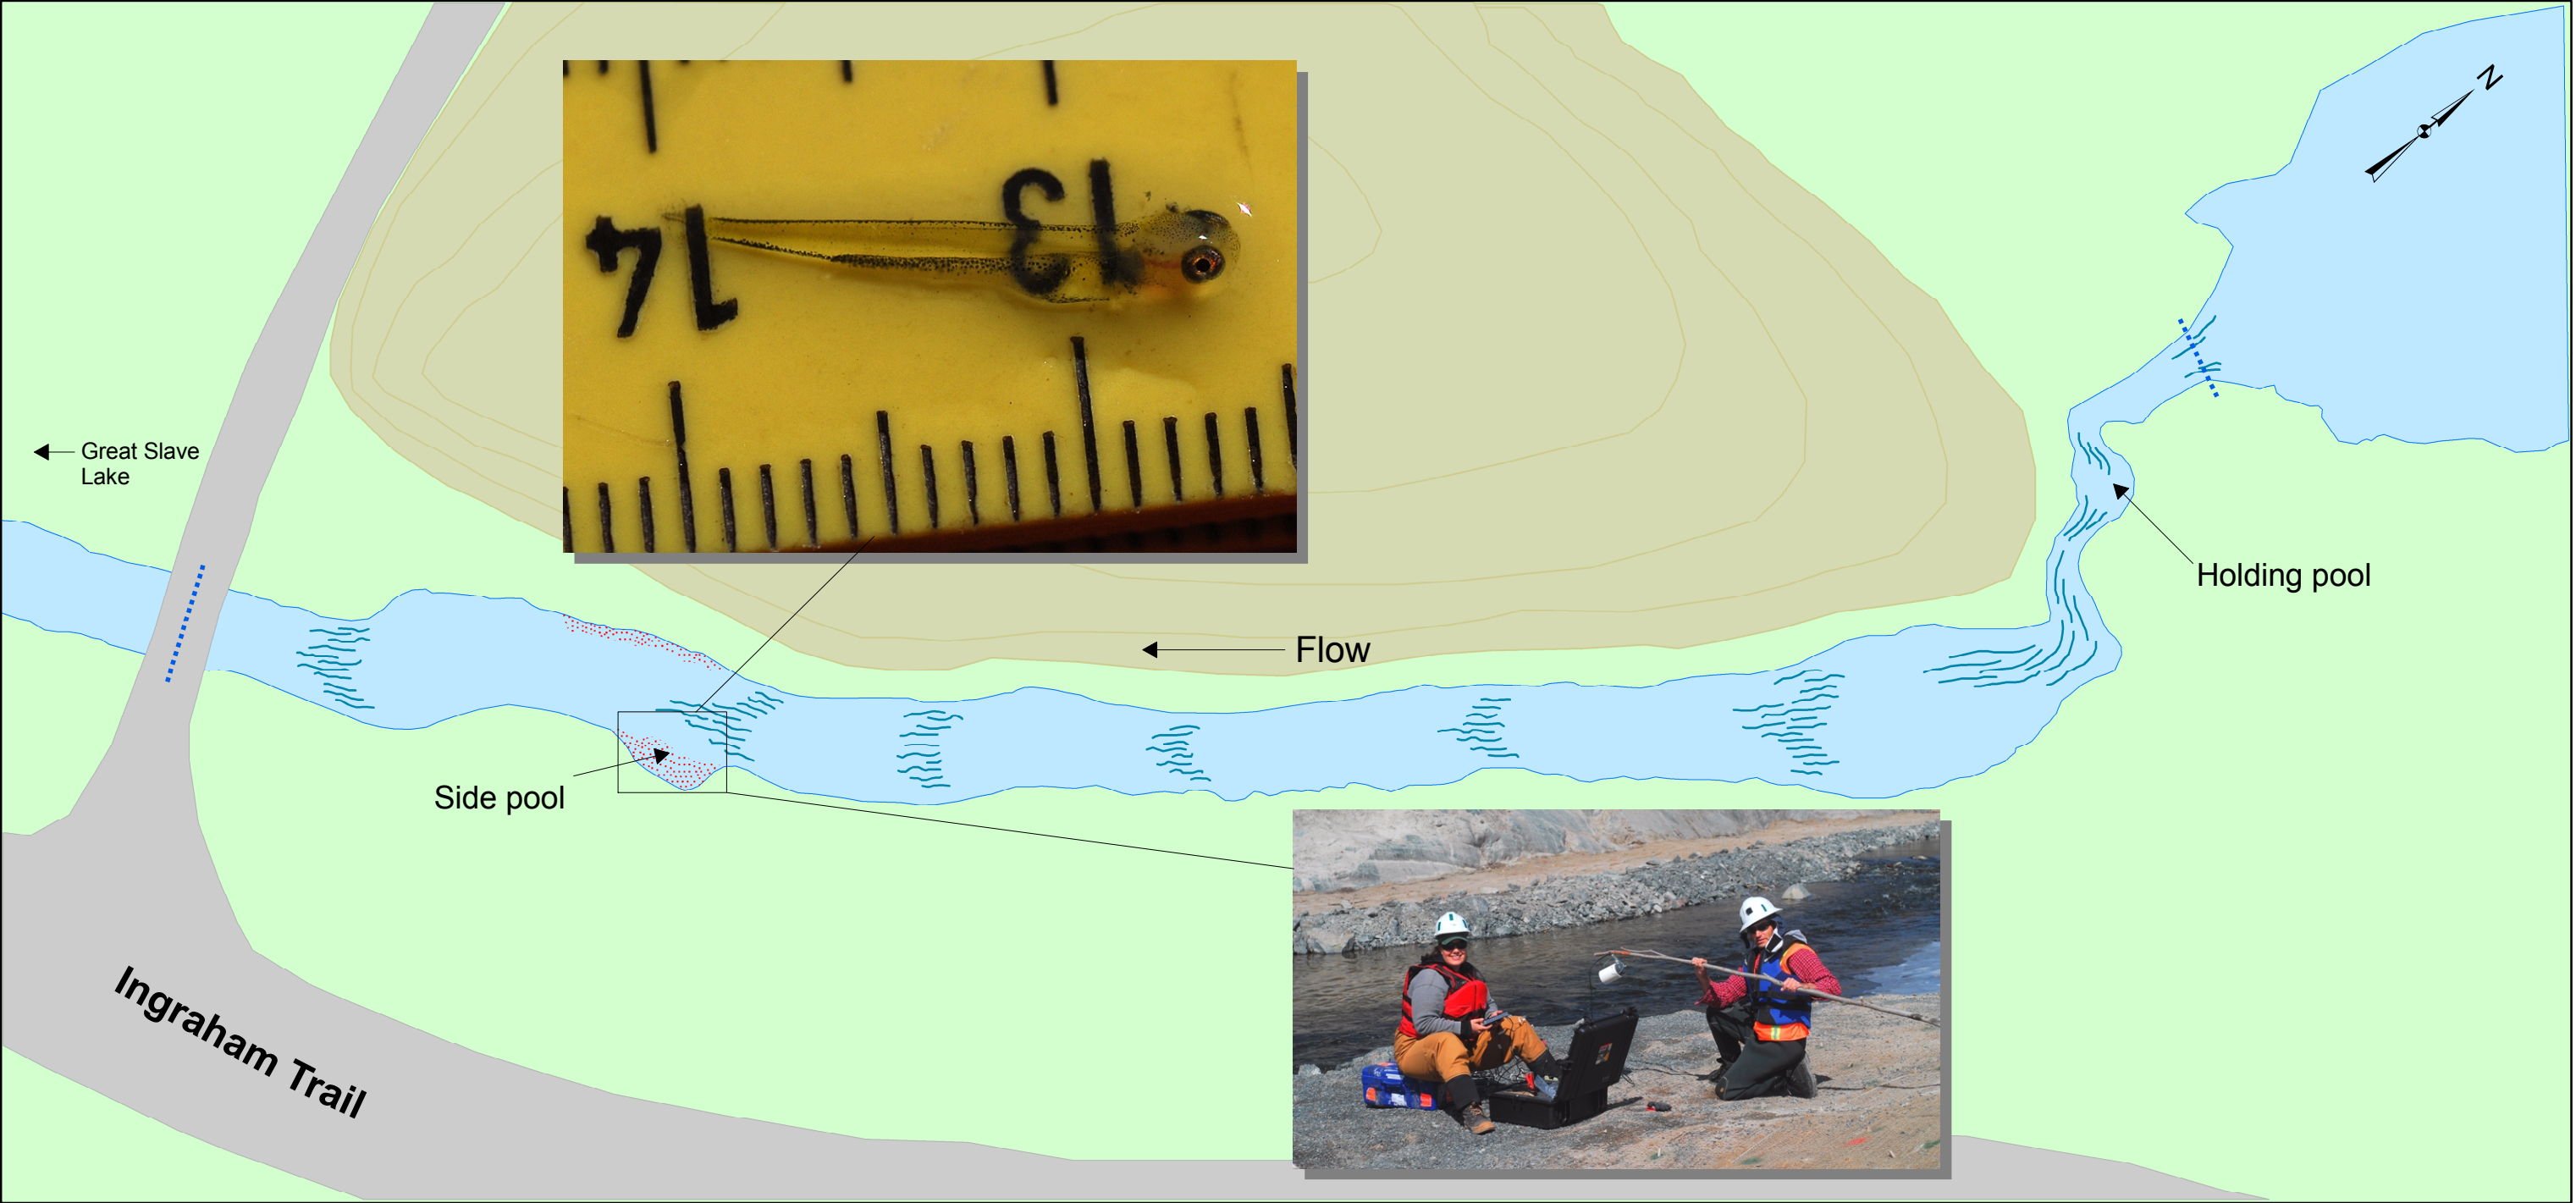 N
13
14
Great Slave
Lake
Holding pool
Flow
Side pool
Ingraham Trail